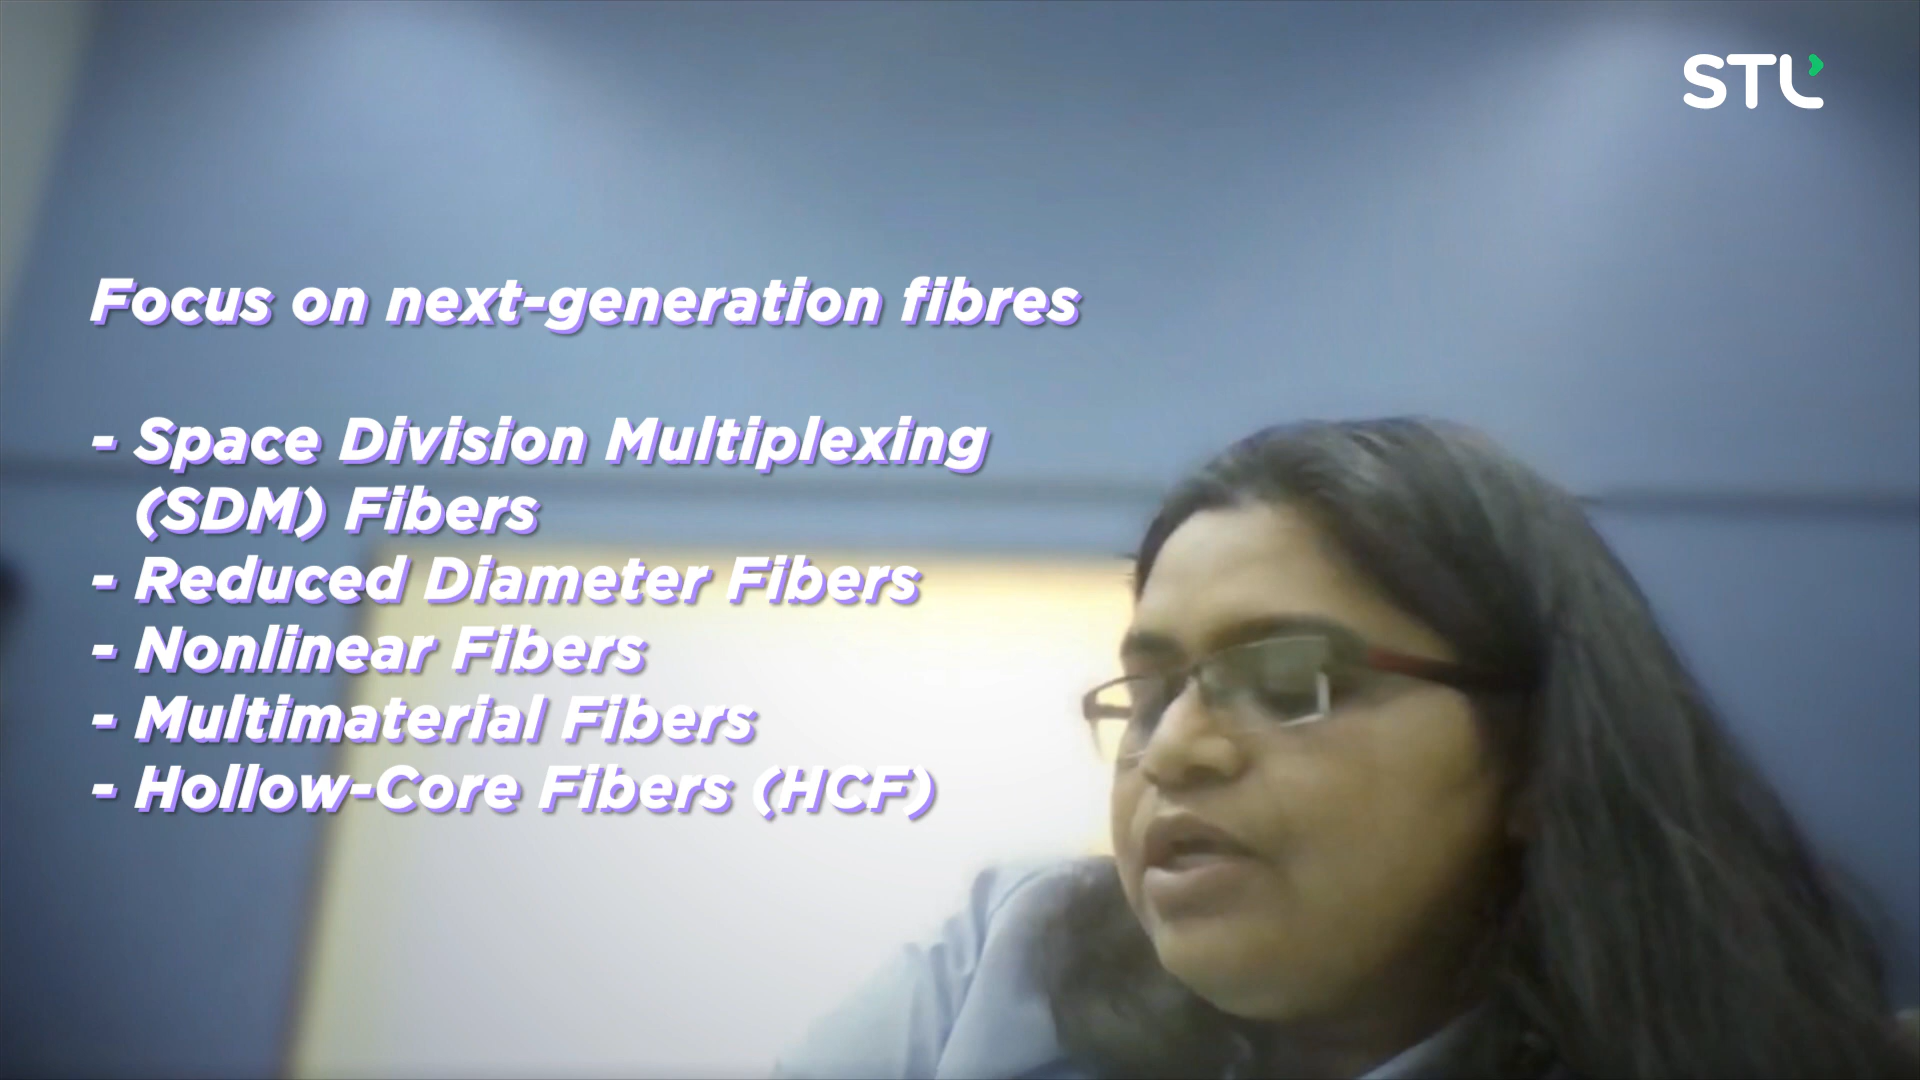 STL
Focus on next-generation fibres
- Space Division Multiplexing
(SDM) Fibers
- Reduced Diameter Fibers
- Nonlinear Fibers
- Multimaterial Fibers
- Hollow-Core Fibers (HCF)